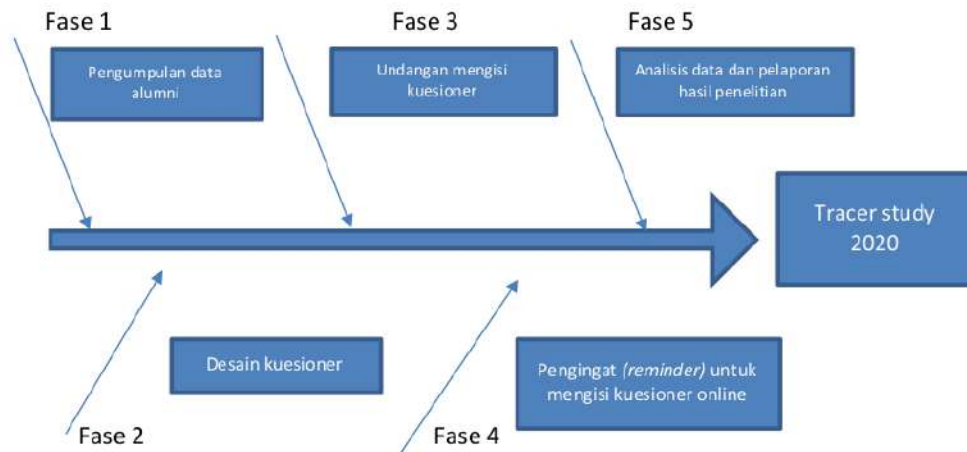 Fase 1
Fase 3
Fase 5
Pengumpulan data
alumni
Undangan mengisi
kuesioner
Analisis data dan pelaporan
hasil penelitian
Tracer study
2020
Desain kuesioner
Pengingat (reminder) untuk
mengisi kuesioner online
Fase 2
Fase 4